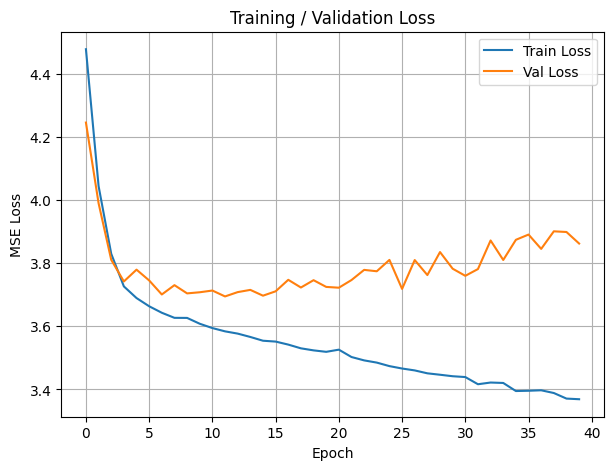 Training / Validation Loss
Train Loss
Val Loss
4.4
4.2
4.0
3.8
3.6
3.4
MSE Loss
0 5 10 15 20 25 30 35 40
Epoch